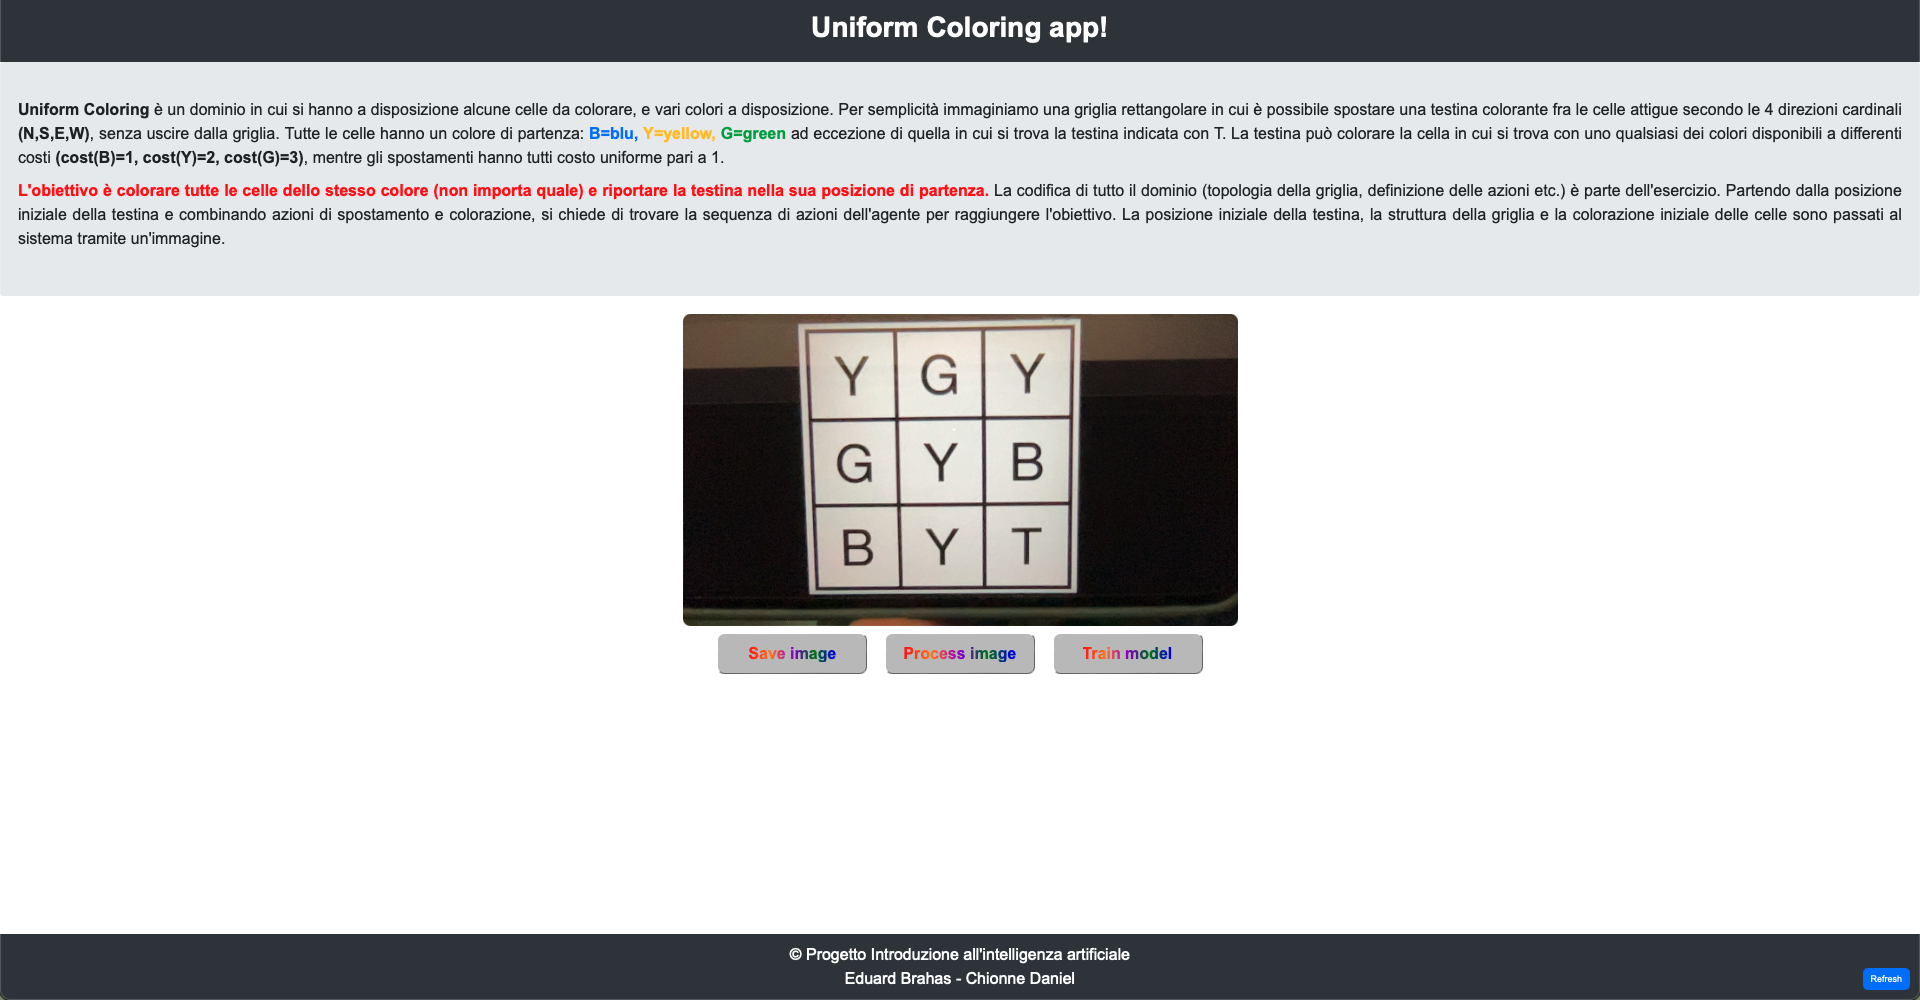 Uniform Coloring app!
Uniform Coloring è un dominio in cui si hanno a disposizione alcune celle da colorare, e vari colori a disposizione. Per semplicità immaginiamo una griglia rettangolare in cui è possibile spostare una testina colorante fra le celle attigue secondo le 4 direzioni cardinali
(N,S,E,W), senza uscire dalla griglia. Tutte le celle hanno un colore di partenza: B=blu, Y=yellow, G=green ad eccezione di quella in cui si trova la testina indicata con T. La testina può colorare la cella in cui si trova con uno qualsiasi dei colori disponibili a differenti
costi (cost(B)=1, cost(Y)=2, cost(G)=3), mentre gli spostamenti hanno tutti costo uniforme pari a 1.
L'obiettivo è colorare tutte le celle dello stesso colore (non importa quale) e riportare la testina nella sua posizione di partenza. La codifica di tutto il dominio (topologia della griglia, definizione delle azioni etc.) è parte dell'esercizio. Partendo dalla posizione
iniziale della testina e combinando azioni di spostamento e colorazione, si chiede di trovare la sequenza di azioni dell'agente per raggiungere l'obiettivo. La posizione iniziale della testina, la struttura della griglia e la colorazione iniziale delle celle sono passati al
sistema tramite un'immagine.
Y G Y
G Y B
B Y T
Save image Process image Train model
© Progetto Introduzione all'intelligenza artificiale
Eduard Brahas - Chionne Daniel
Refresh